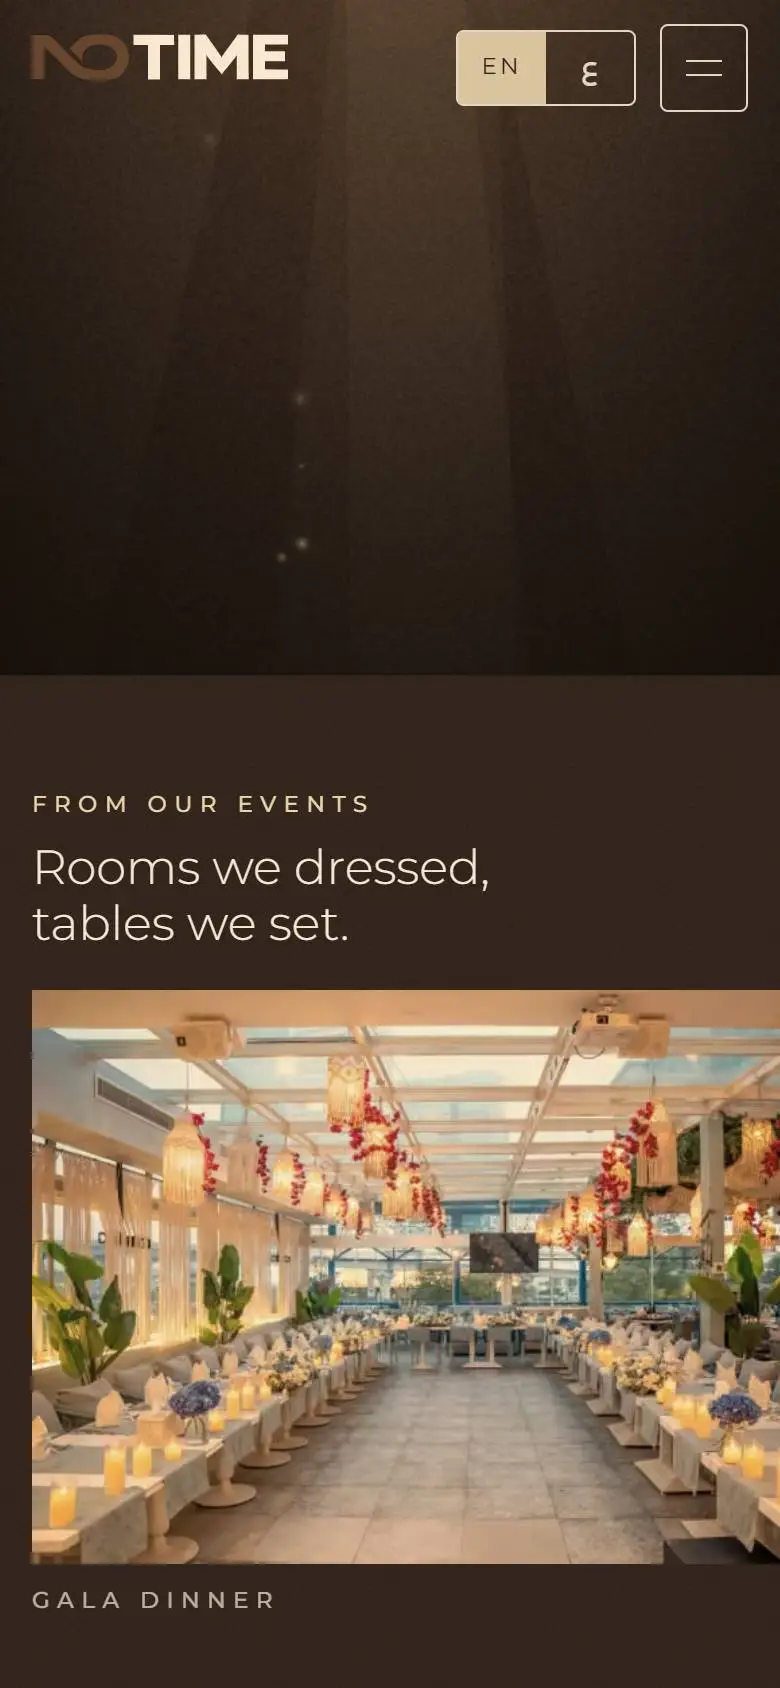 NOTIME
EN
ع
FROM OUR EVENTS
Rooms we dressed,
tables we set.
GALA DINNER